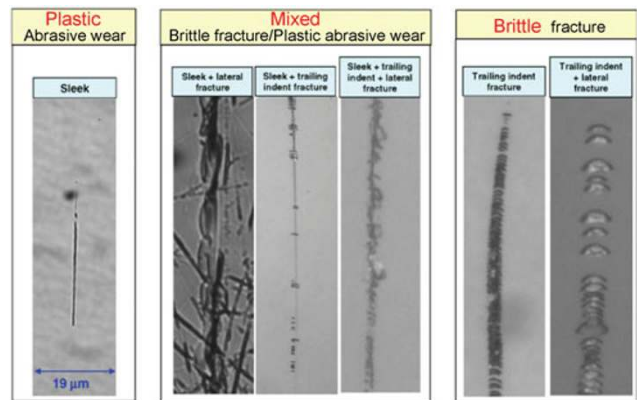 Plastic
Abrasive wear
Sleek
19 μm
Mixed
Brittle fracture/Plastic abrasive wear
Sleek + lateral
fracture
Sleek + trailing
indent fracture
Sleek + trailing
indent + lateral
fracture
Brittle fracture
Trailing indent
fracture
Trailing indent
+ lateral
fracture